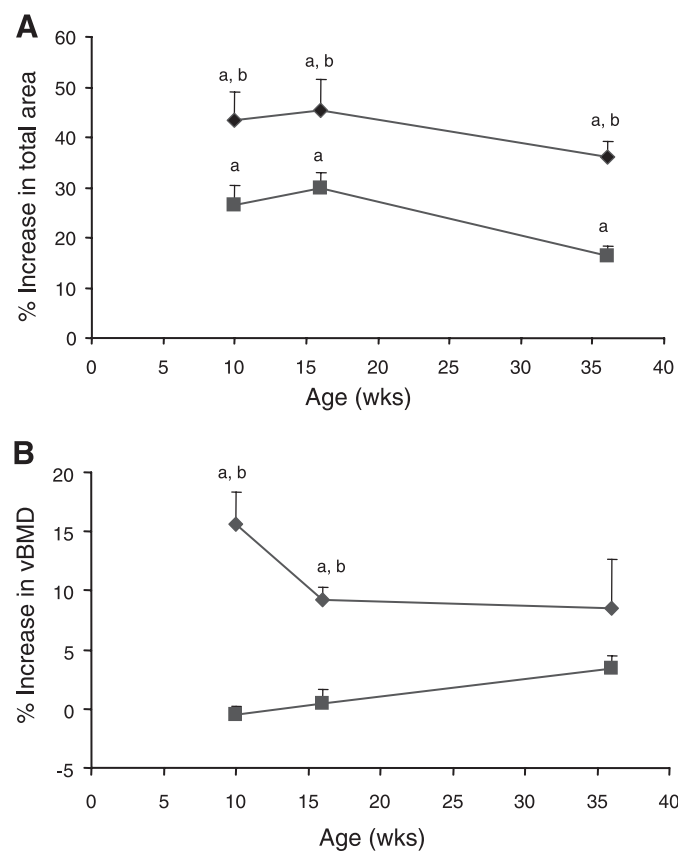 A
60
50
40
30
20
10
0
% Increase in total area
a, b
a, b
a, b
a
a
a
0 5 10 15 20 25 30 35 40
Age (wks)
B
20
15
10
5
0
-5
% Increase in vBMD
a, b
a, b
0 5 10 15 20 25 30 35 40
Age (wks)